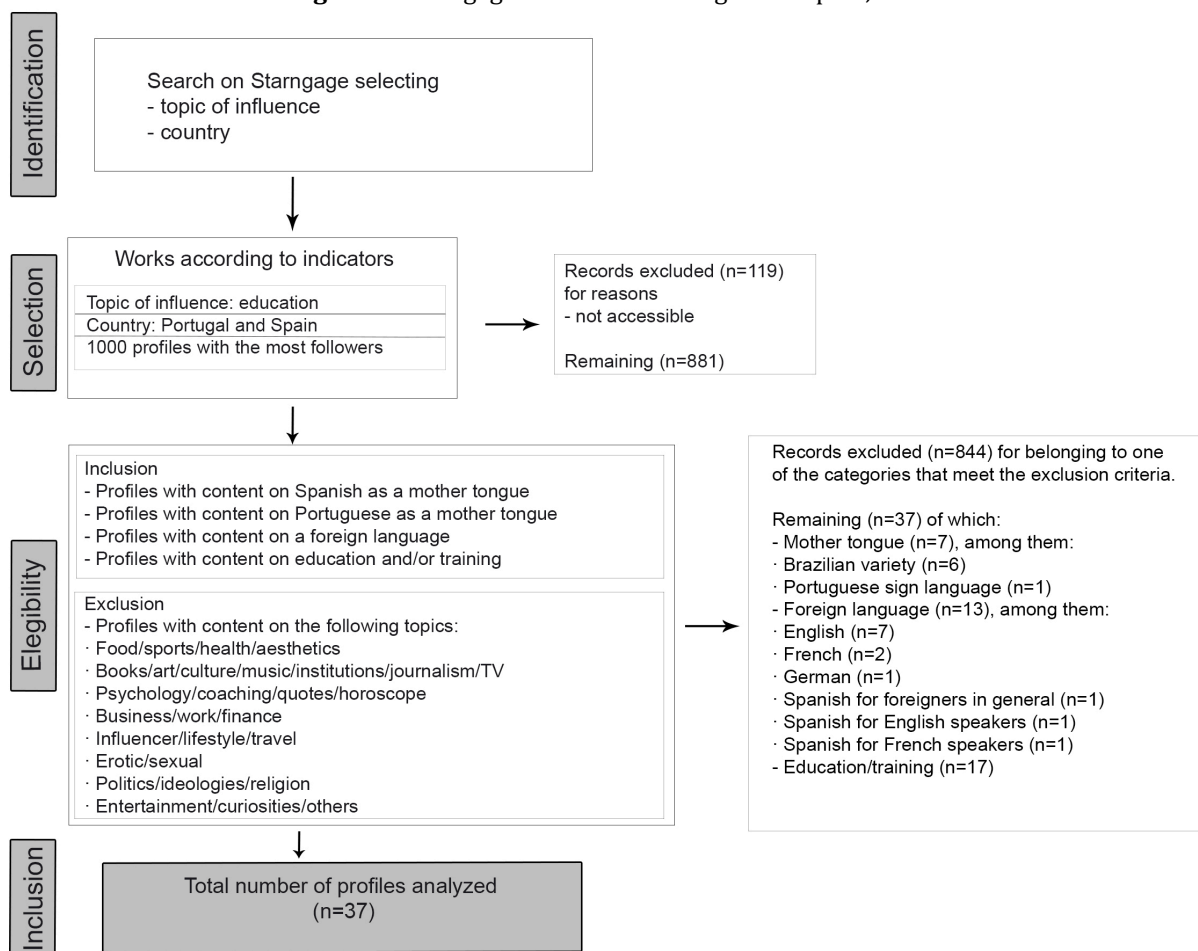 Identification
Search on Starngage selecting
- topic of influence
- country
Selection
Works according to indicators
Topic of influence: education
Country: Portugal and Spain
1000 profiles with the most followers
Records excluded (n=119)
for reasons
- not accessible
Remaining (n=881)
Elegibility
Inclusion
- Profiles with content on Spanish as a mother tongue
- Profiles with content on Portuguese as a mother tongue
- Profiles with content on a foreign language
- Profiles with content on education and/or training
Exclusion
- Profiles with content on the following topics:
· Food/sports/health/aesthetics
· Books/art/culture/music/institutions/journalism/TV
· Psychology/coaching/quotes/horoscope
· Business/work/finance
· Influencer/lifestyle/travel
· Erotic/sexual
· Politics/ideologies/religion
· Entertainment/curiosities/others
Records excluded (n=844) for belonging to one
of the categories that meet the exclusion criteria.
Remaining (n=37) of which:
- Mother tongue (n=7), among them:
· Brazilian variety (n=6)
· Portuguese sign language (n=1)
- Foreign language (n=13), among them:
· English (n=7)
· French (n=2)
· German (n=1)
· Spanish for foreigners in general (n=1)
· Spanish for English speakers (n=1)
· Spanish for French speakers (n=1)
- Education/training (n=17)
Inclusion
Total number of profiles analyzed
(n=37)